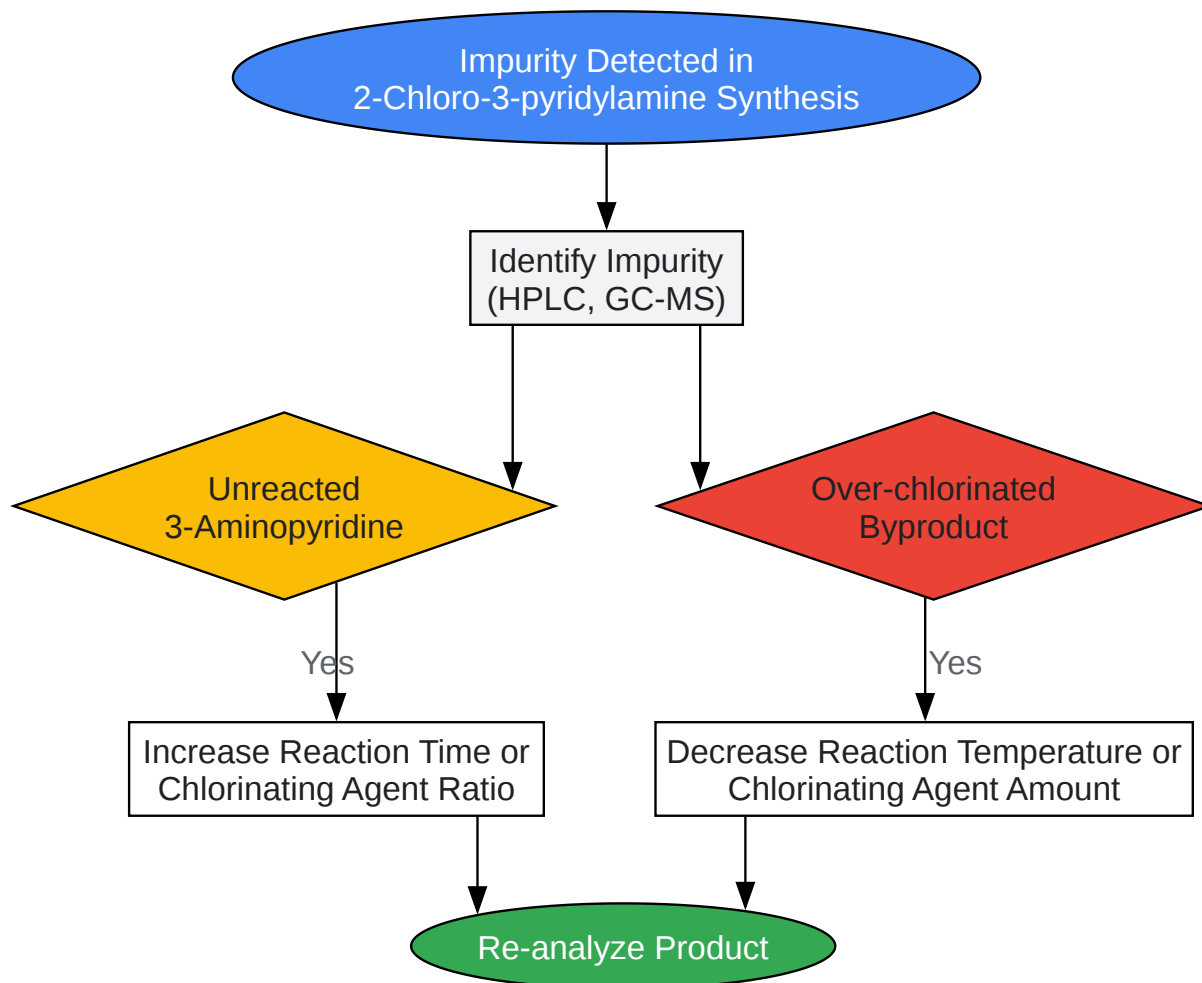 Impurity Detected in
2-Chloro-3-pyridylamine Synthesis
Identify Impurity
(HPLC, GC-MS)
Unreacted
3-Aminopyridine
Over-chlorinated
Byproduct
Yes
Yes
Increase Reaction Time or
Chlorinating Agent Ratio
Decrease Reaction Temperature or
Chlorinating Agent Amount
Re-analyze Product